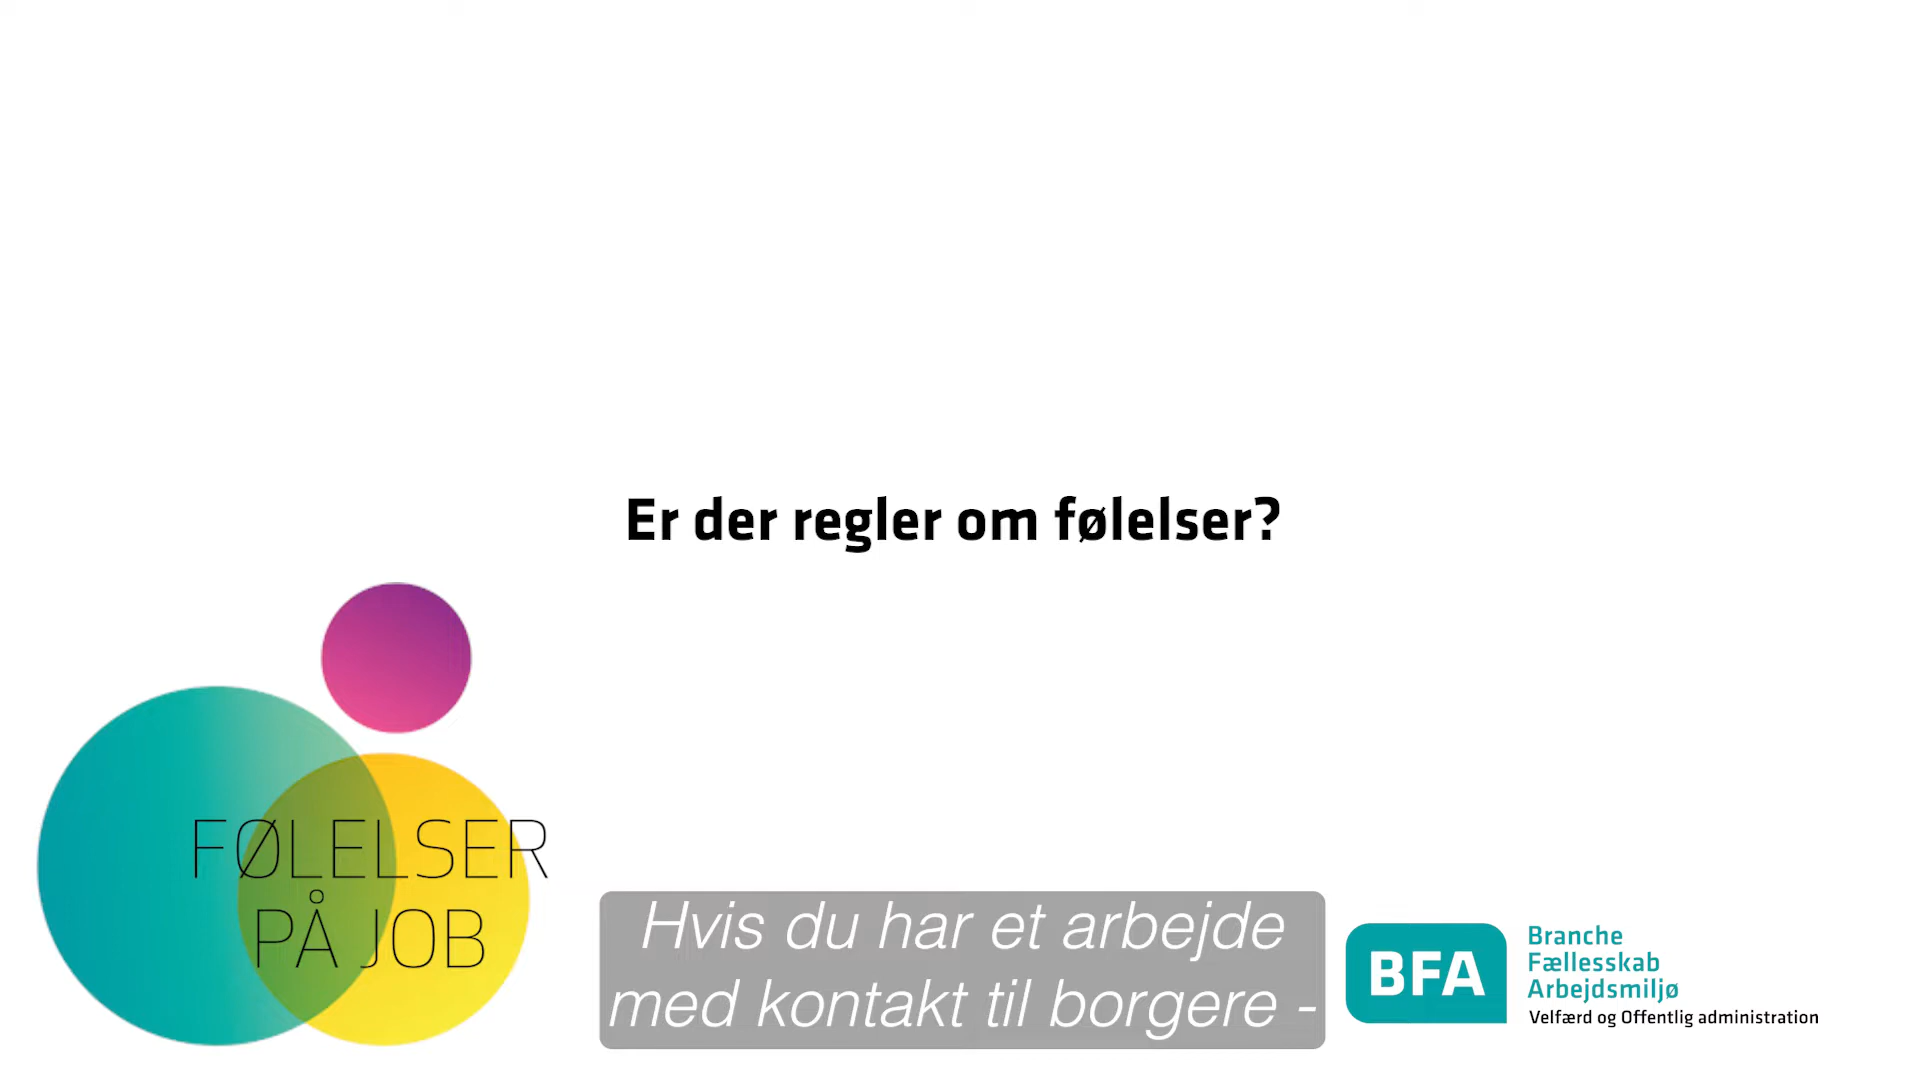 Er der regler om følelser?
FØLELSER
PÅ JOB
Hvis du har et arbejde
med kontakt til borgere -
BFA
Branche
Fællesskab
Arbejdsmiljø
Velfærd og Offentlig administration